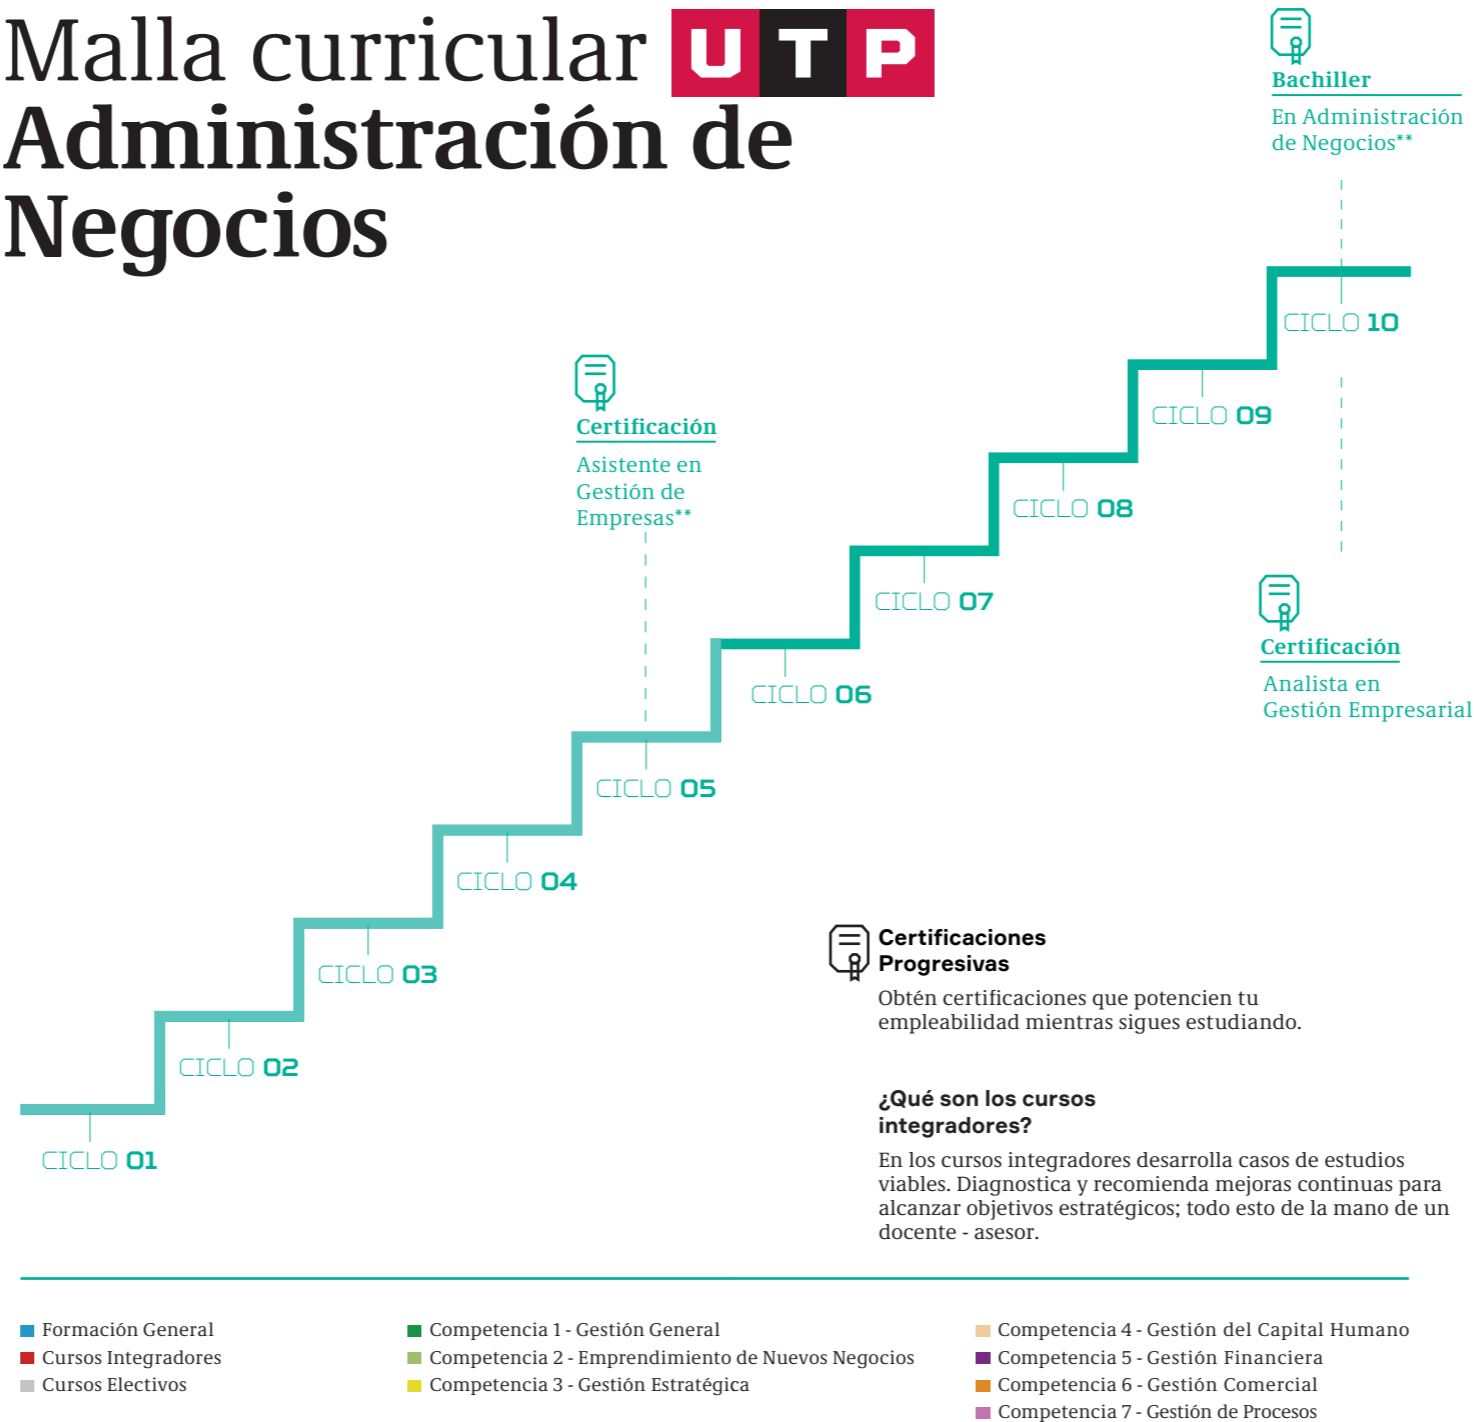 Malla curricular UTP
Administración de
Negocios
Bachiller
En Administración
de Negocios**
CICLO 10
CICLO 09
Certificación
Asistente en
Gestión de
Empresas**
CICLO 08
CICLO 07
Certificación
Analista en
Gestión Empresarial
CICLO 06
CICLO 05
CICLO 04
CICLO 03
CICLO 02
CICLO 01
Certificaciones
Progresivas
Obtén certificaciones que potencien tu
empleabilidad mientras sigues estudiando.
¿Qué son los cursos
integradores?
En los cursos integradores desarrolla casos de estudios
viables. Diagnostica y recomienda mejoras continuas para
alcanzar objetivos estratégicos; todo esto de la mano de un
docente - asesor.
Formación General
Cursos Integradores
Cursos Electivos
Competencia 1 - Gestión General
Competencia 2 - Emprendimiento de Nuevos Negocios
Competencia 3 - Gestión Estratégica
Competencia 4 - Gestión del Capital Humano
Competencia 5 - Gestión Financiera
Competencia 6 - Gestión Comercial
Competencia 7 - Gestión de Procesos